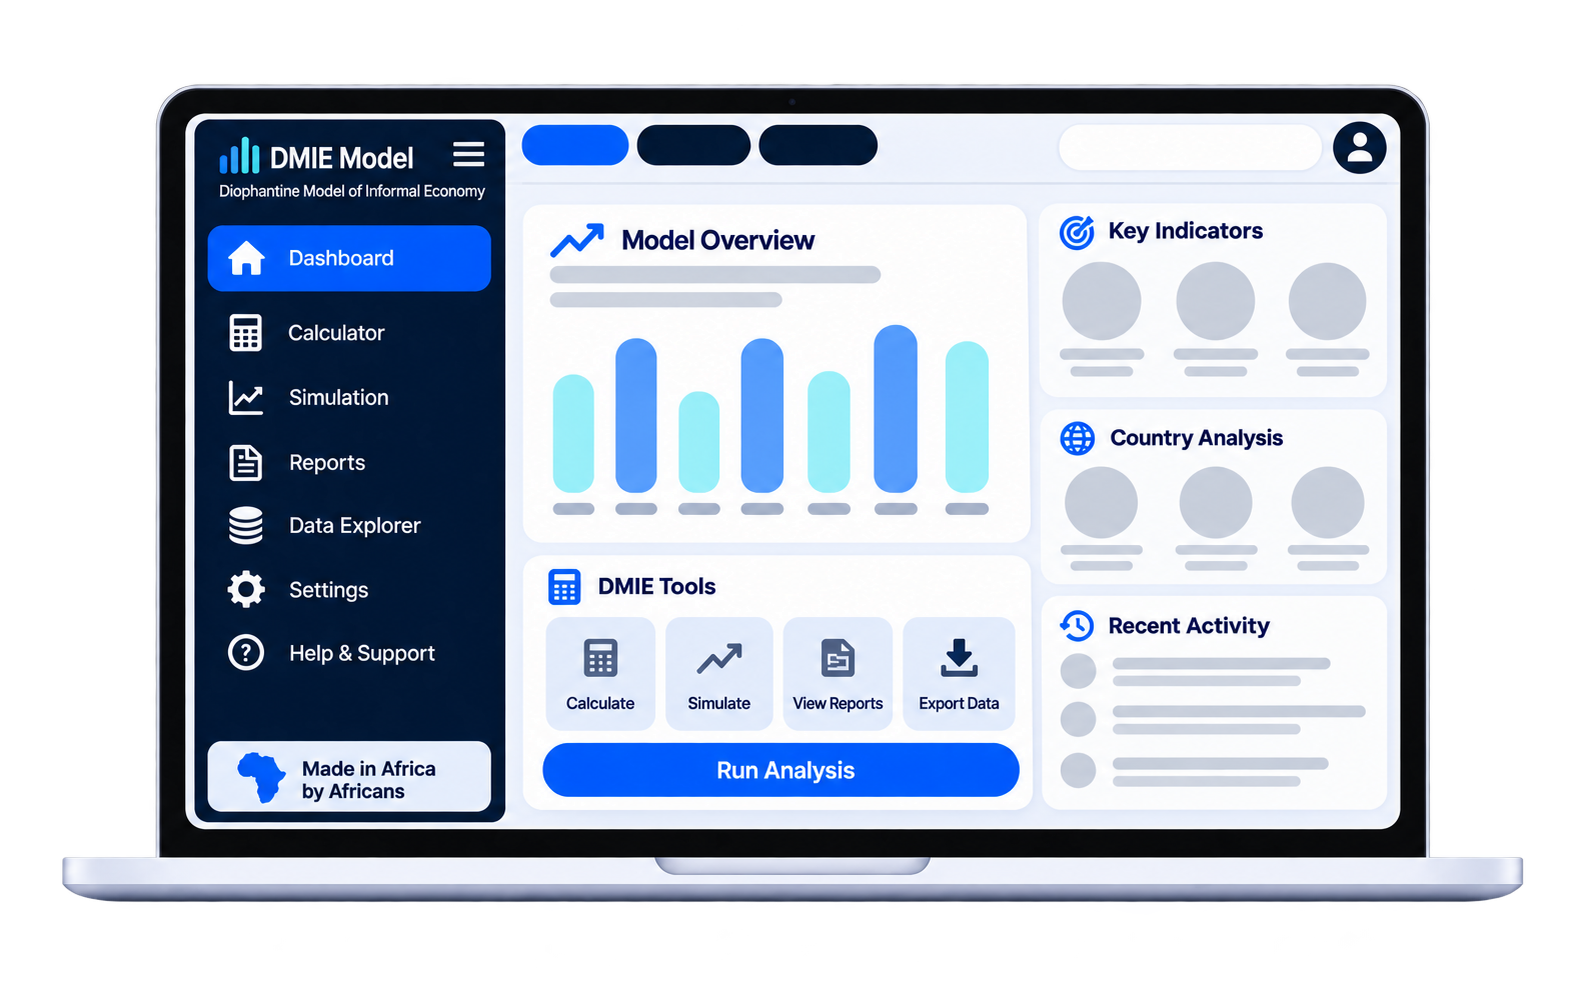 DMIE Model
Diophantine Model of Informal Economy
Dashboard
Calculator
Simulation
Reports
Data Explorer
Settings
Help & Support
Made in Africa
by Africans
Model Overview
DMIE Tools
Calculate
Simulate
View Reports
Export Data
Run Analysis
Key Indicators
Country Analysis
Recent Activity